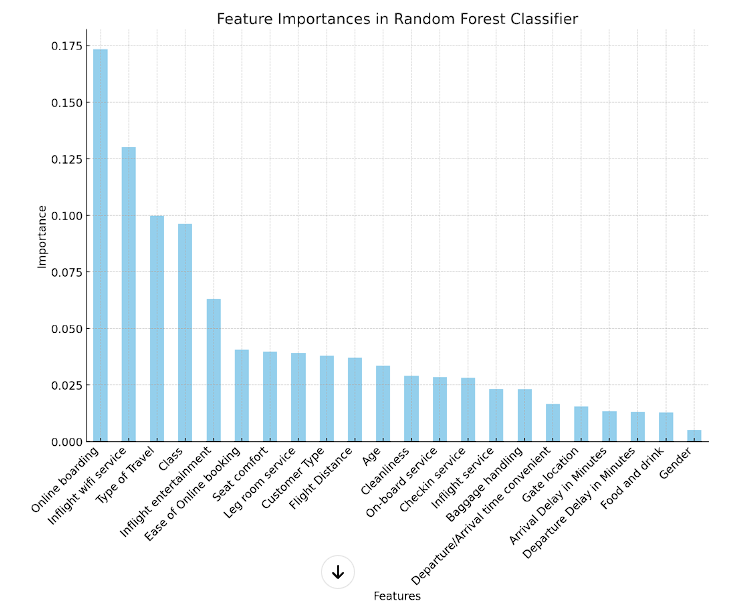 Feature Importances in Random Forest Classifier
0.175
0.150
0.125
0.100
0.075
0.050
0.025
0.000
Importance
Online boarding
Inflight wifi service
Type of Travel
Class
Inflight entertainment
Ease of Online booking
Seat comfort
Leg room service
Customer Type
Flight Distance
Age
Cleanliness
On-board service
Checkin service
Inflight service
Baggage handling
Departure/Arrival time convenient
Gate location
Arrival Delay in Minutes
Departure Delay in Minutes
Food and drink
Gender
Features